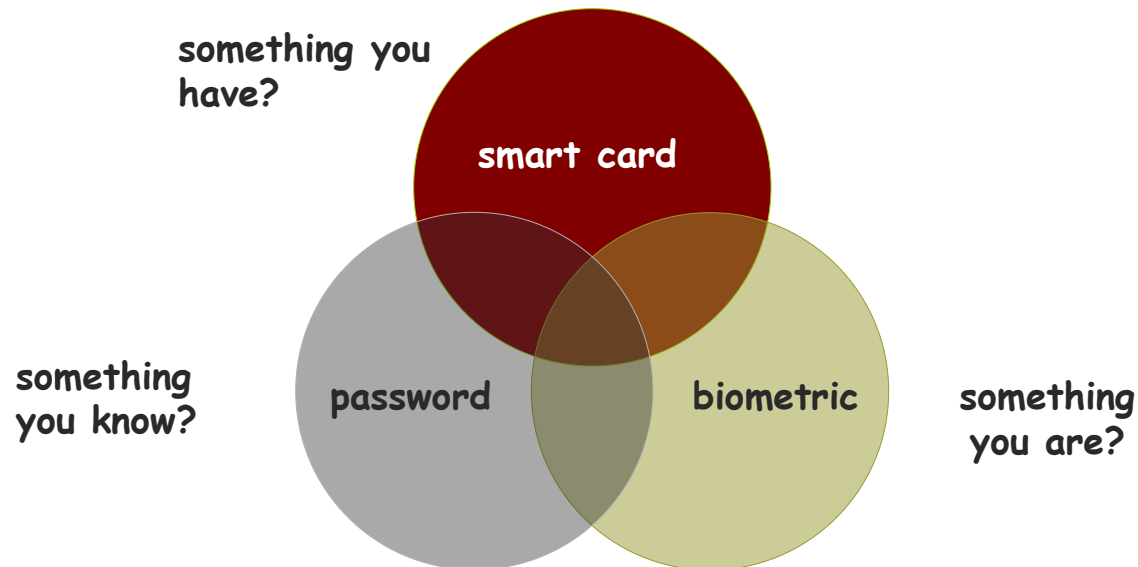 something you
have?
smart card
something
you know?
password
biometric
something
you are?